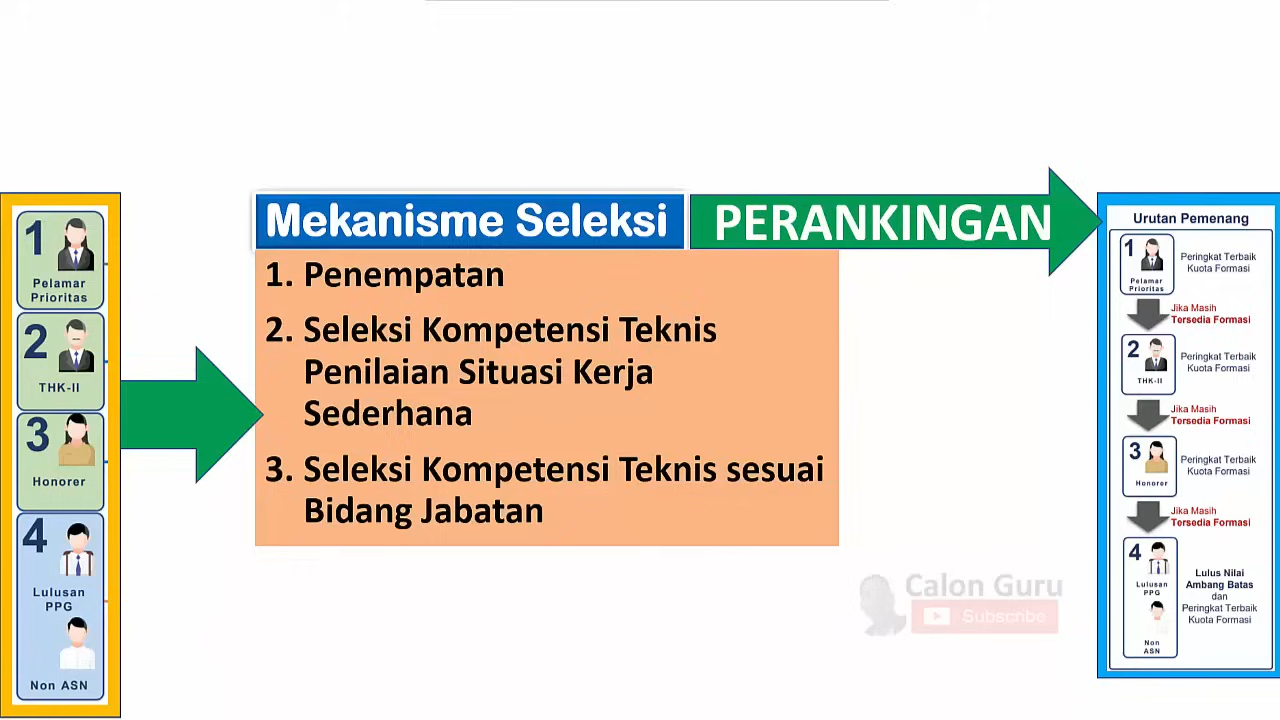 1
Pelamar
Prioritas
2
THK-II
3
Honorer
4
Lulusan
PPG
Non ASN
Mekanisme Seleksi
PERANKINGAN
1. Penempatan
2. Seleksi Kompetensi Teknis
Penilaian Situasi Kerja
Sederhana
3. Seleksi Kompetensi Teknis sesuai
Bidang Jabatan
Calon Guru
Subscribe
Urutan Pemenang
1
Pelamar
Prioritas
Peringkat Terbaik
Kuota Formasi
Jika Masih
Tersedia Formasi
2
THK-II
Peringkat Terbaik
Kuota Formasi
Jika Masih
Tersedia Formasi
3
Honorer
Peringkat Terbaik
Kuota Formasi
Jika Masih
Tersedia Formasi
4
Lulusan
PPG
Non
ASN
Lulus Nilai
Ambang Batas
dan
Peringkat Terbaik
Kuota Formasi